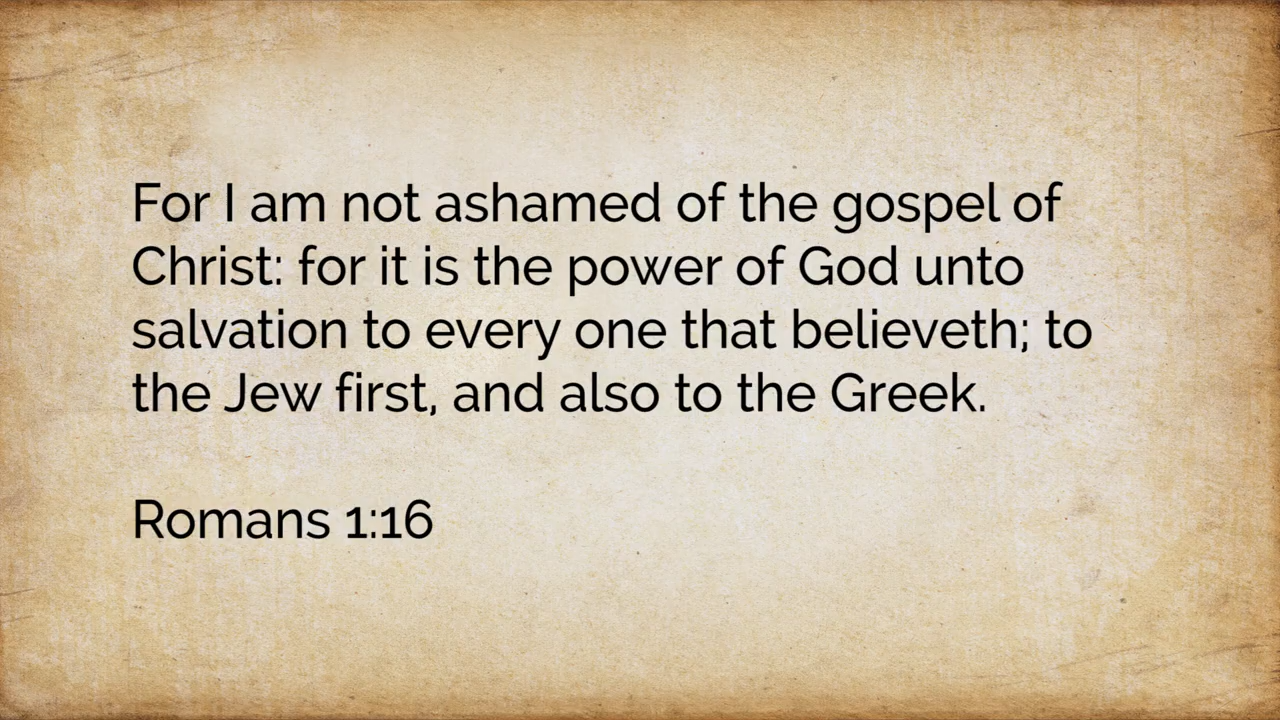 For I am not ashamed of the gospel of
Christ: for it is the power of God unto
salvation to every one that believeth; to
the Jew first, and also to the Greek.
Romans 1:16